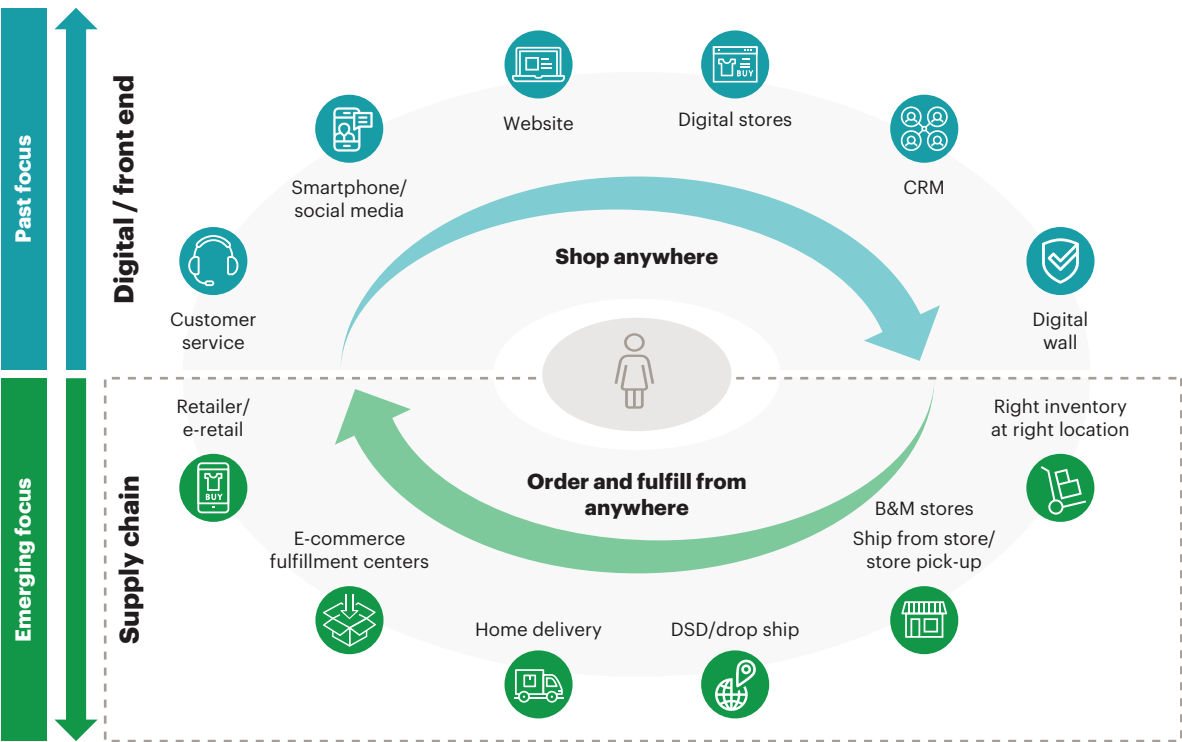 Past focus
Digital / front end
Website
Digital stores
BUY
Smartphone/
social media
CRM
Shop anywhere
Customer
service
Digital
wall
Emerging focus
Supply chain
Retailer/
e-retail
BUY
Right inventory
at right location
Order and fulfill from
anywhere
B&M stores
Ship from store/
store pick-up
E-commerce
fulfillment centers
Home delivery
DSD/drop ship